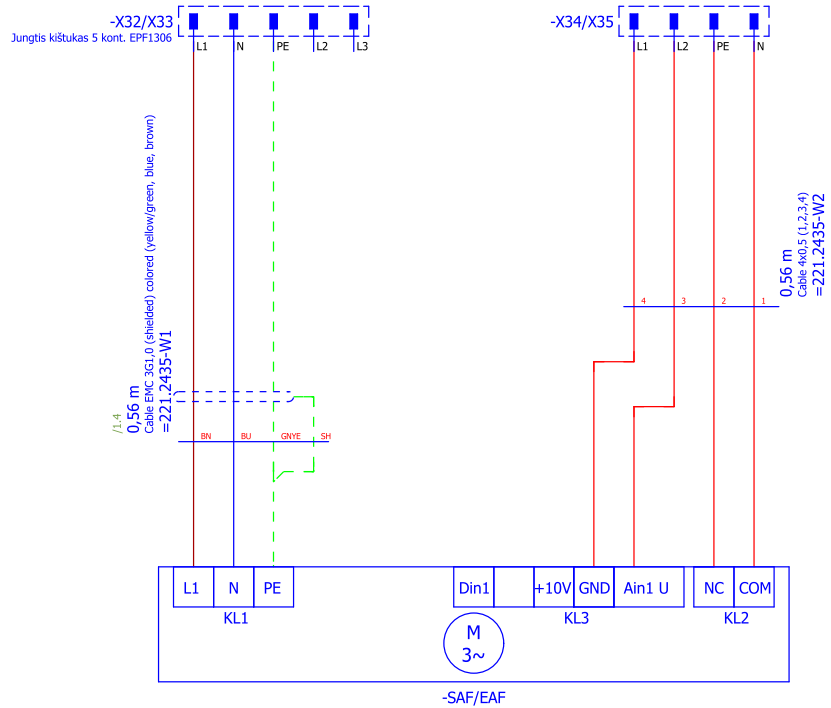 -X32/X33
Jungtis kištukas 5 kont. EPF1306
L1 N PE L2 L3
-X34/X35
L1 L2 PE N
/1.4
0,56 m
Cable EMC 3G1,0 (shielded) colored (yellow/green, blue, brown)
=221.2435-W1
BN BU GNYE SH
0,56 m
Cable 4x0,5 (1,2,3,4)
=221.2435-W2
4 3 2 1
L1 N PE
KL1
Din1 +10V GND Ain1 U
KL3
NC COM
KL2
M
3~
-SAF/EAF